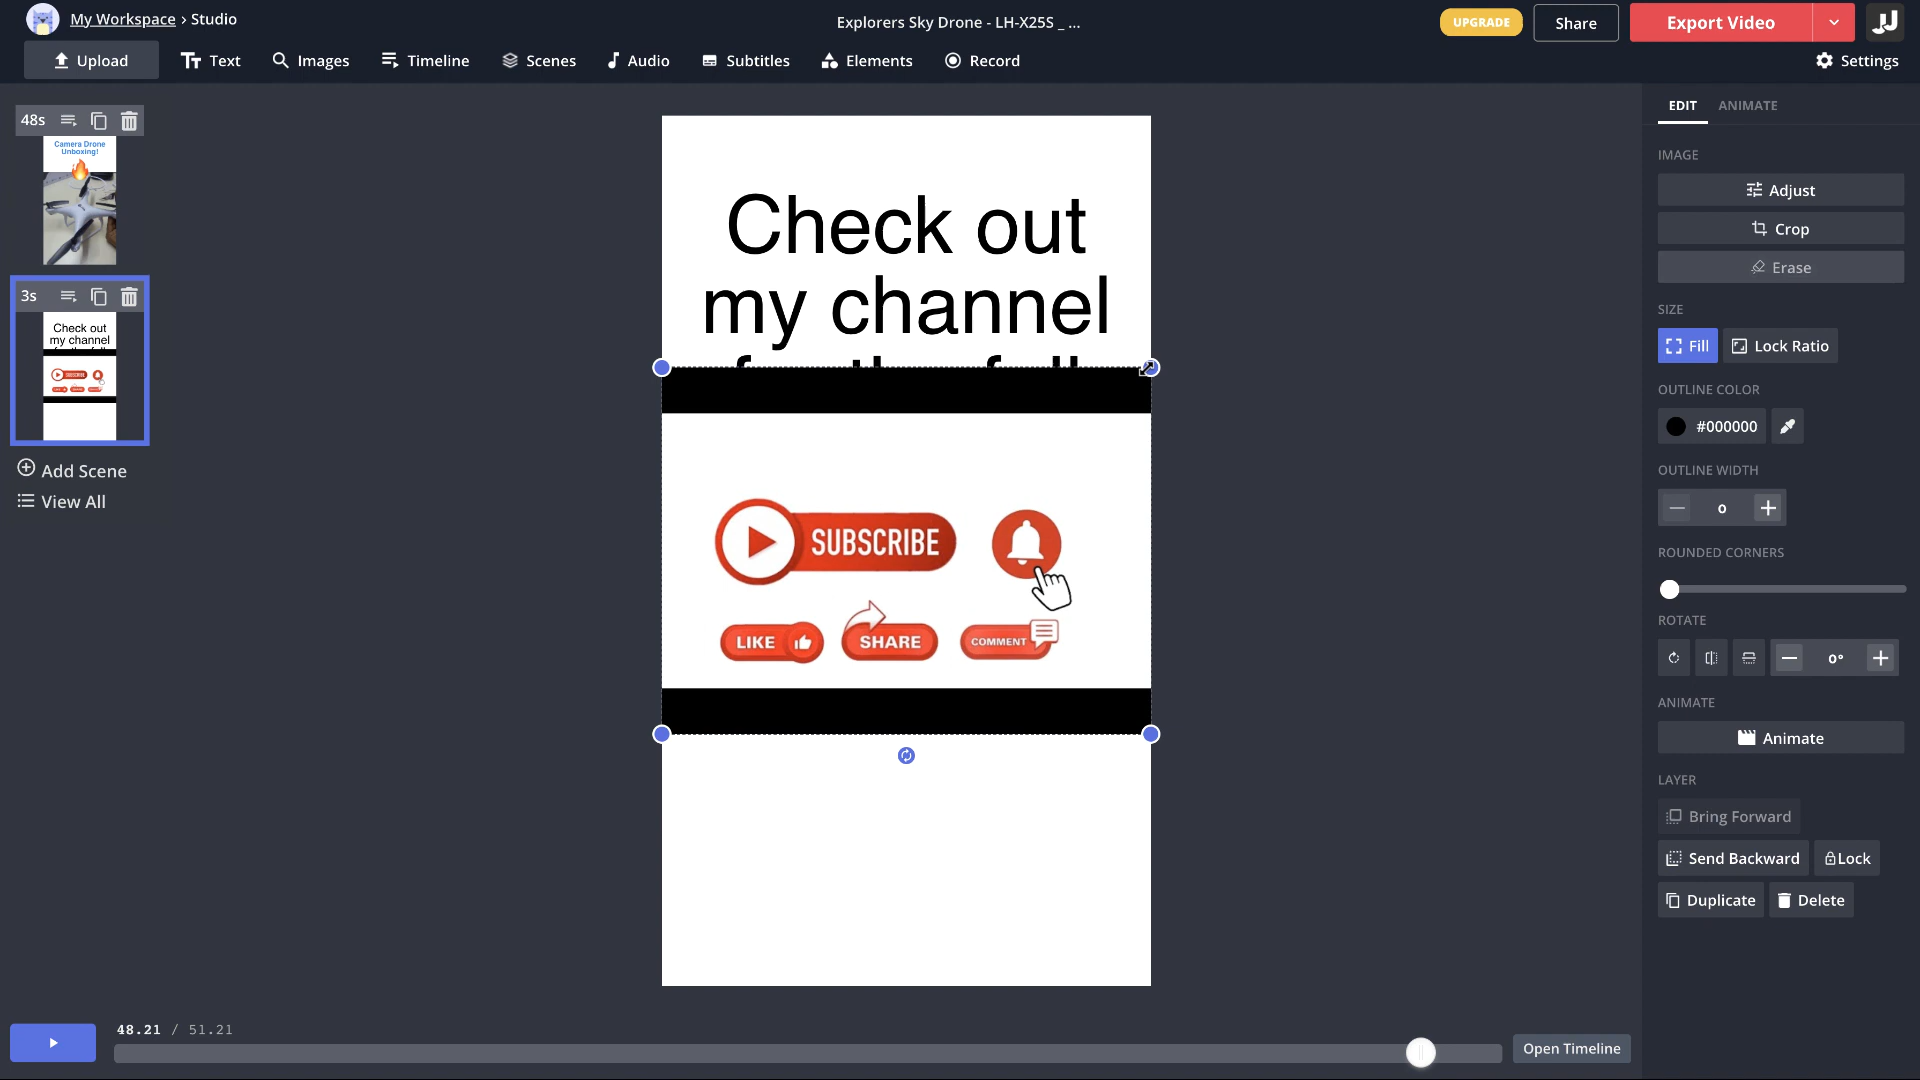 My Workspace › Studio
Explorers Sky Drone - LH-X25S _ ...
UPGRADE
Share
Export Video
Upload
Text
Images
Timeline
Scenes
Audio
Subtitles
Elements
Record
Settings
48s
Camera Drone
Unboxing!
3s
Check out
my channel
SUBSCRIBE
Add Scene
View All
Check out
my channel
SUBSCRIBE
LIKE
SHARE
COMMENT
EDIT
ANIMATE
IMAGE
Adjust
Crop
Erase
SIZE
Fill
Lock Ratio
OUTLINE COLOR
#000000
OUTLINE WIDTH
0
ROUNDED CORNERS
ROTATE
0°
ANIMATE
Animate
LAYER
Bring Forward
Send Backward
Lock
Duplicate
Delete
48.21 / 51.21
Open Timeline